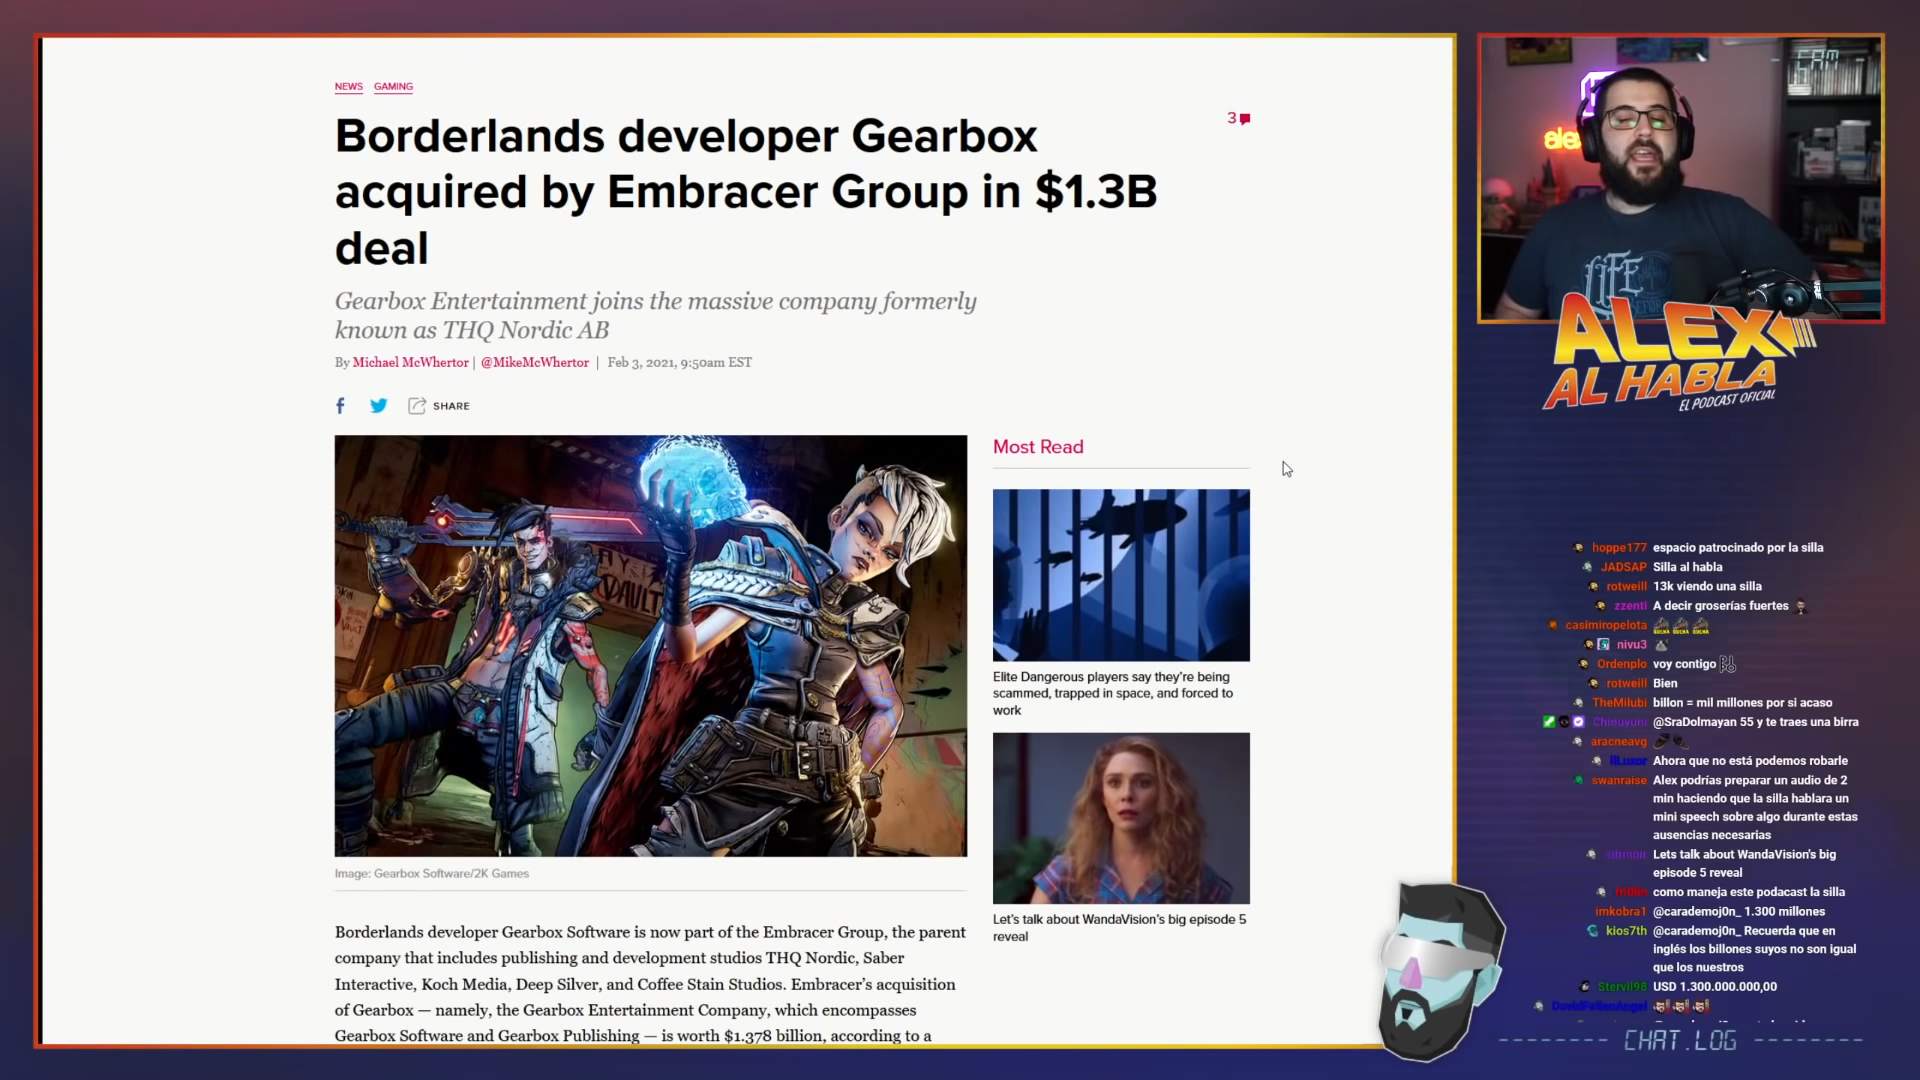 NEWS GAMING
Borderlands developer Gearbox
acquired by Embracer Group in $1.3B
deal
3
Gearbox Entertainment joins the massive company formerly
known as THQ Nordic AB
By Michael McWhertor | @MikeMcWhertor | Feb 3, 2021, 9:50am EST
SHARE
Image: Gearbox Software/2K Games
Borderlands developer Gearbox Software is now part of the Embracer Group, the parent
company that includes publishing and development studios THQ Nordic, Saber
Interactive, Koch Media, Deep Silver, and Coffee Stain Studios. Embracer's acquisition
of Gearbox — namely, the Gearbox Entertainment Company, which encompasses
Gearbox Software and Gearbox Publishing — is worth $1.378 billion, according to a
Most Read
Elite Dangerous players say they're being
scammed, trapped in space, and forced to
work
Let's talk about WandaVision's big episode 5
reveal
LIFE
ALEX
AL HABLA
EL PODCAST OFICIAL
hoppe177 espacio patrocinado por la silla
JADSAP Silla al habla
rotweill 13k viendo una silla
zzenti A decir groserías fuertes
casimiropelota
nivu3
Ordenplo voy contigo
rotweill Bien
TheMilubi billon = mil millones por si acaso
@SraDolmayan 55 y te traes una birra
aracneavg
Ahora que no está podemos robarle
swanraise Alex podrías preparar un audio de 2
min haciendo que la silla hablara un
mini speech sobre algo durante estas
ausencias necesarias
Lets talk about WandaVision's big
episode 5 reveal
como maneja este podacast la silla
imkobra1 @carademoj0n_ 1.300 millones
kios7th @carademoj0n_ Recuerda que en
inglés los billones suyos no son igual
que los nuestros
Stervil98 USD 1.300.000.000,00
CHAT.LOG